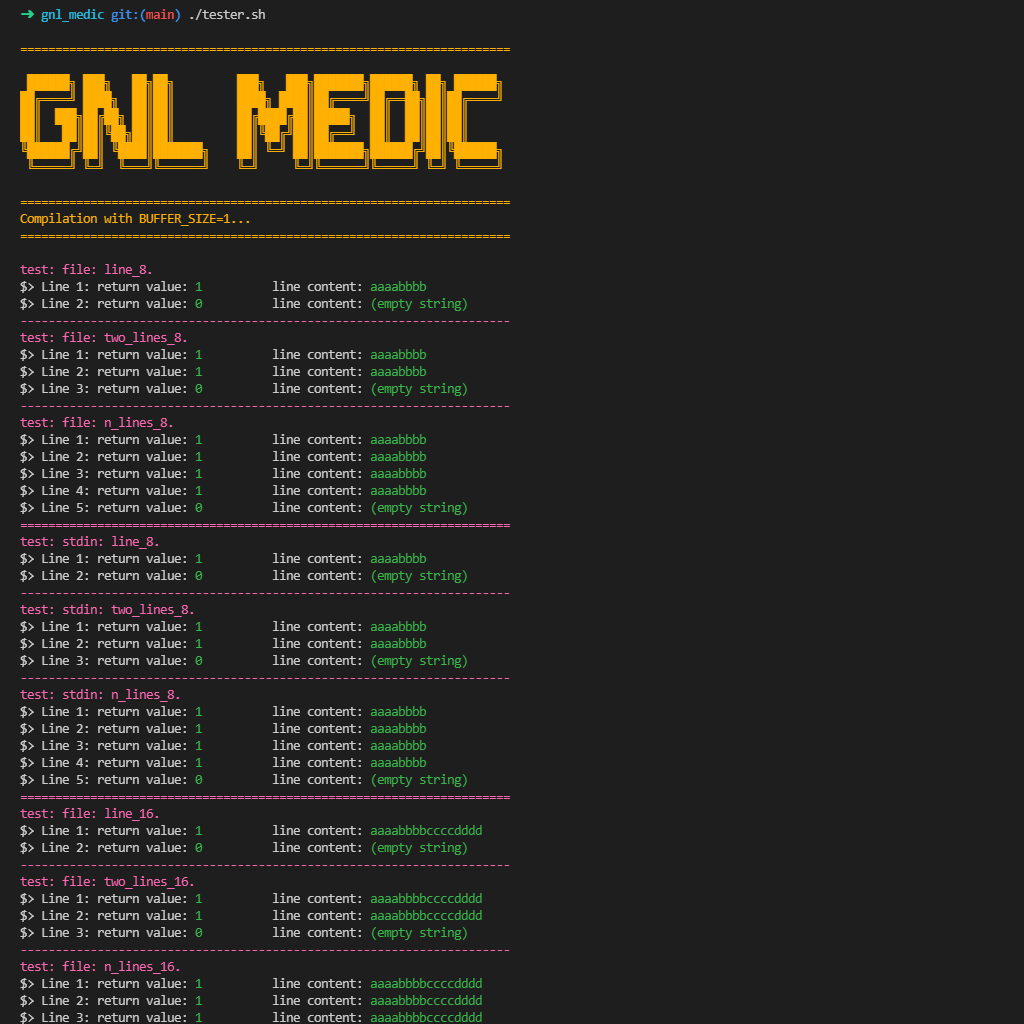 ➜ gnl_medic git:(main) ./tester.sh
======================================================================
GNL MEDIC
======================================================================
Compilation with BUFFER_SIZE=1...
======================================================================
test: file: line_8.
$> Line 1: return value: 1 line content: aaaabbbb
$> Line 2: return value: 0 line content: (empty string)
----------------------------------------------------------------------
test: file: two_lines_8.
$> Line 1: return value: 1 line content: aaaabbbb
$> Line 2: return value: 1 line content: aaaabbbb
$> Line 3: return value: 0 line content: (empty string)
----------------------------------------------------------------------
test: file: n_lines_8.
$> Line 1: return value: 1 line content: aaaabbbb
$> Line 2: return value: 1 line content: aaaabbbb
$> Line 3: return value: 1 line content: aaaabbbb
$> Line 4: return value: 1 line content: aaaabbbb
$> Line 5: return value: 0 line content: (empty string)
======================================================================
test: stdin: line_8.
$> Line 1: return value: 1 line content: aaaabbbb
$> Line 2: return value: 0 line content: (empty string)
----------------------------------------------------------------------
test: stdin: two_lines_8.
$> Line 1: return value: 1 line content: aaaabbbb
$> Line 2: return value: 1 line content: aaaabbbb
$> Line 3: return value: 0 line content: (empty string)
----------------------------------------------------------------------
test: stdin: n_lines_8.
$> Line 1: return value: 1 line content: aaaabbbb
$> Line 2: return value: 1 line content: aaaabbbb
$> Line 3: return value: 1 line content: aaaabbbb
$> Line 4: return value: 1 line content: aaaabbbb
$> Line 5: return value: 0 line content: (empty string)
======================================================================
test: file: line_16.
$> Line 1: return value: 1 line content: aaaabbbbccccdddd
$> Line 2: return value: 0 line content: (empty string)
----------------------------------------------------------------------
test: file: two_lines_16.
$> Line 1: return value: 1 line content: aaaabbbbccccdddd
$> Line 2: return value: 1 line content: aaaabbbbccccdddd
$> Line 3: return value: 0 line content: (empty string)
----------------------------------------------------------------------
test: file: n_lines_16.
$> Line 1: return value: 1 line content: aaaabbbbccccdddd
$> Line 2: return value: 1 line content: aaaabbbbccccdddd
$> Line 3: return value: 1 line content: aaaabbbbccccdddd